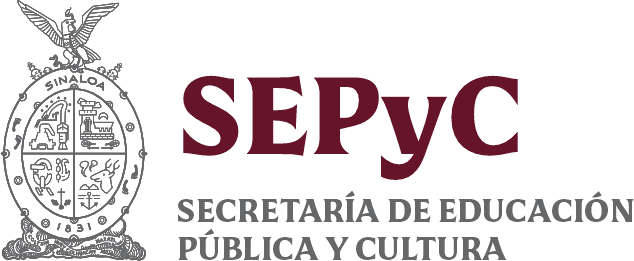 SINALOA
SEPyC
1831
SECRETARÍA DE EDUCACIÓN
PÚBLICA Y CULTURA